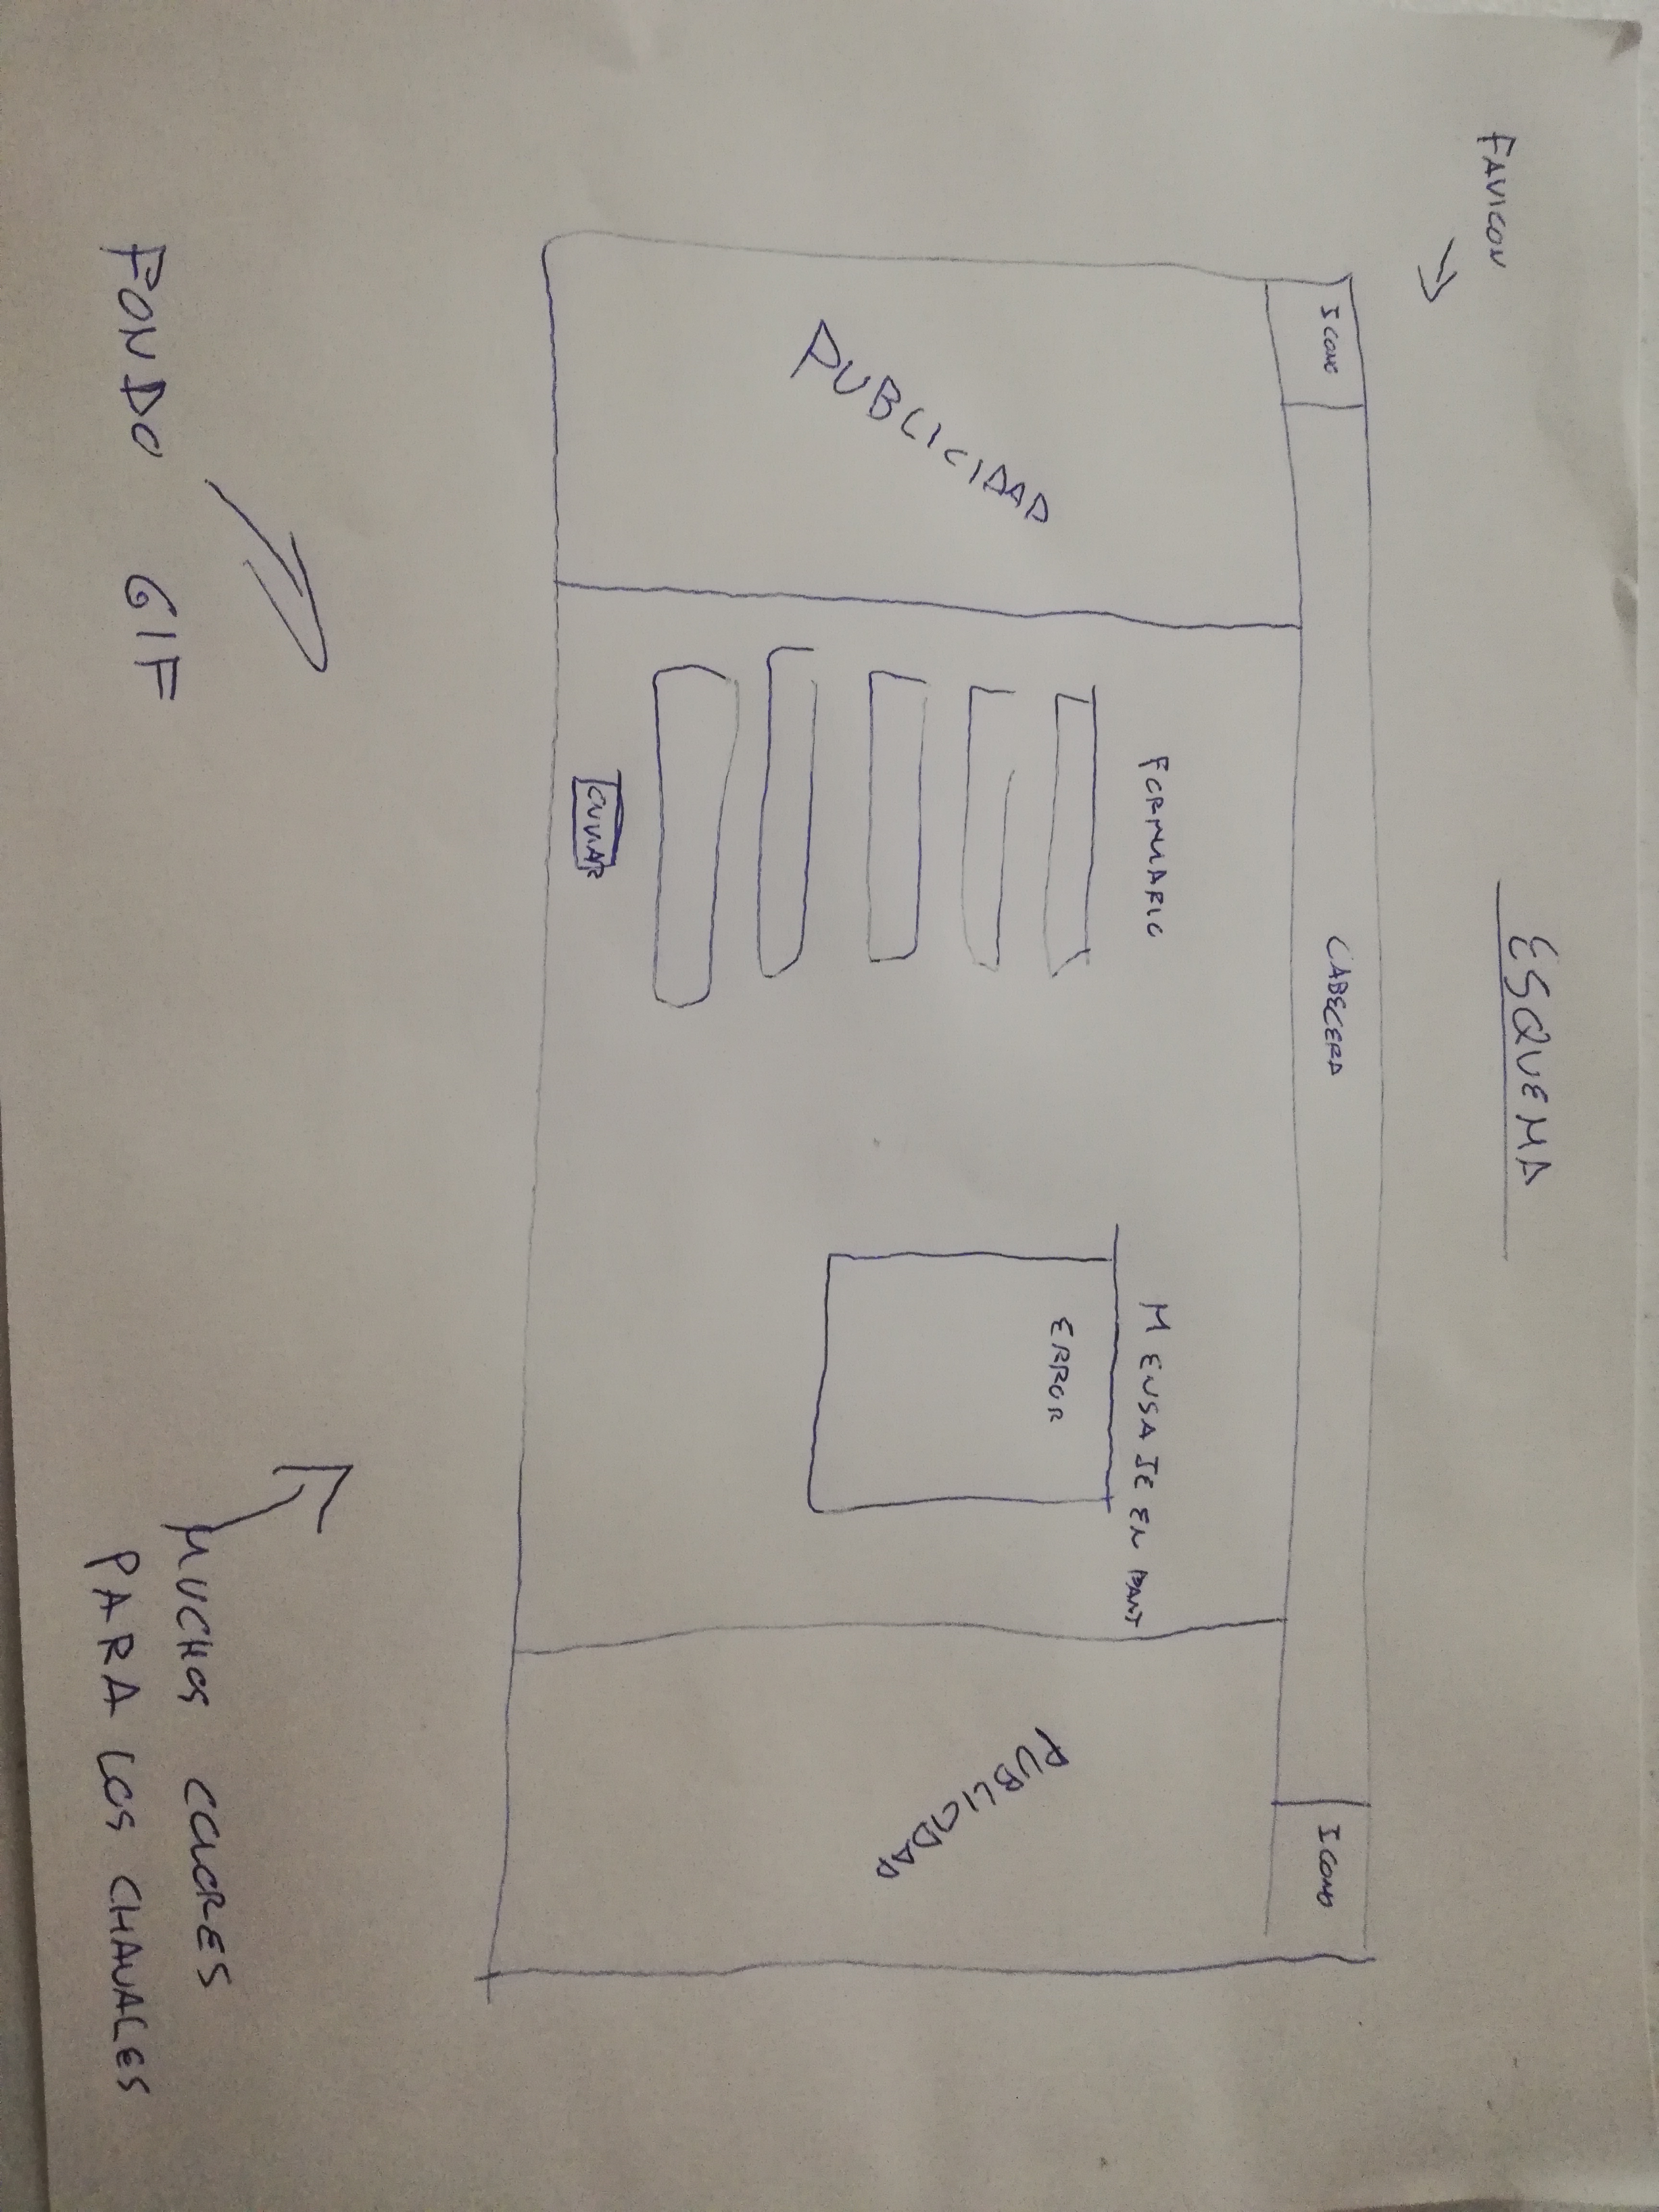 ESQUEMA
FAVICON
ICONO
CABECERA
ICONO
PUBLICIDAD
FORMULARIO
MENSAJE EN PANT
ERROR
PUBLICIDAD
ENVIAR
FONDO GIF
MUCHOS COLORES
PARA LOS CHAVALES